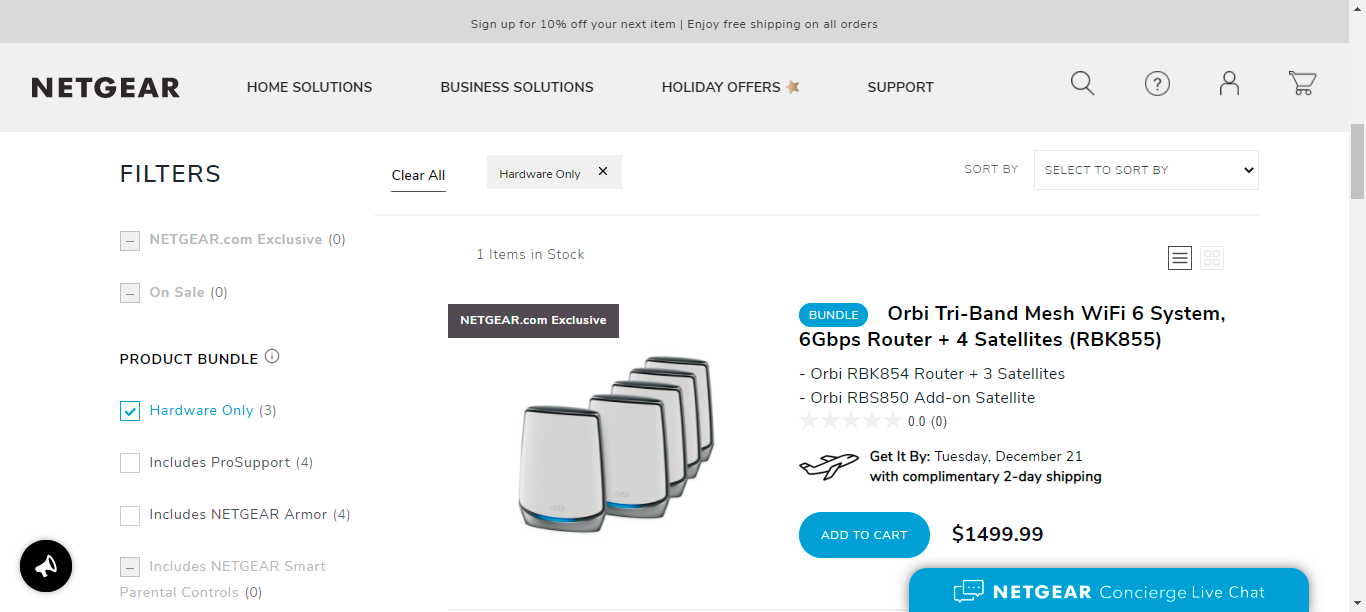 Sign up for 10% off your next item | Enjoy free shipping on all orders
NETGEAR
HOME SOLUTIONS
BUSINESS SOLUTIONS
HOLIDAY OFFERS
SUPPORT
FILTERS
Clear All
Hardware Only ✕
SORT BY
SELECT TO SORT BY
NETGEAR.com Exclusive (0)
On Sale (0)
PRODUCT BUNDLE
Hardware Only (3)
Includes ProSupport (4)
Includes NETGEAR Armor (4)
Includes NETGEAR Smart
Parental Controls (0)
1 Items in Stock
NETGEAR.com Exclusive
orbi
orbi
BUNDLE Orbi Tri-Band Mesh WiFi 6 System,
6Gbps Router + 4 Satellites (RBK855)
- Orbi RBK854 Router + 3 Satellites
- Orbi RBS850 Add-on Satellite
0.0 (0)
Get It By: Tuesday, December 21
with complimentary 2-day shipping
ADD TO CART
$1499.99
NETGEAR Concierge Live Chat